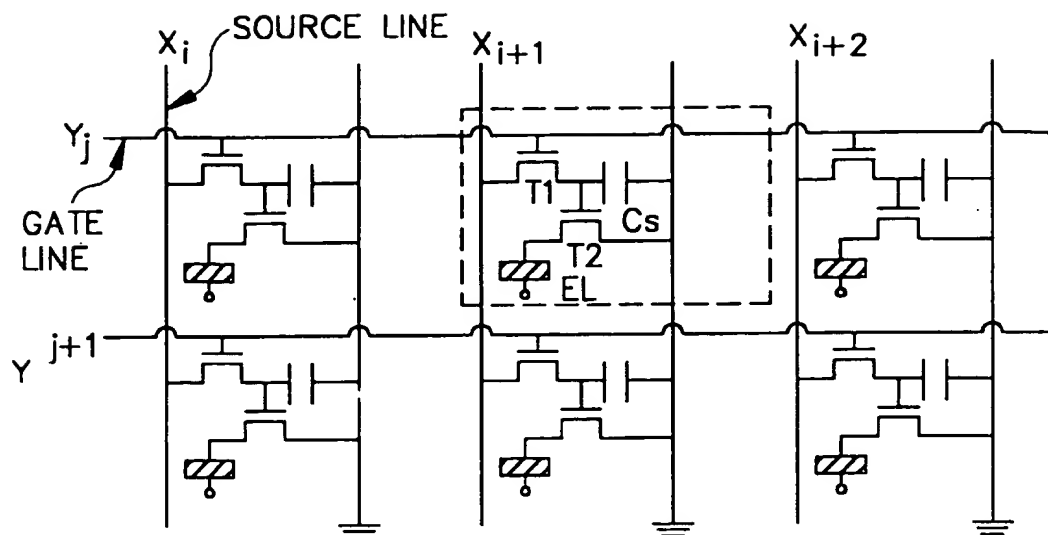 SOURCE LINE
Xi
Xi+1
Xi+2
Yj
T1
Cs
GATE
LINE
T2
EL
j+1
Y